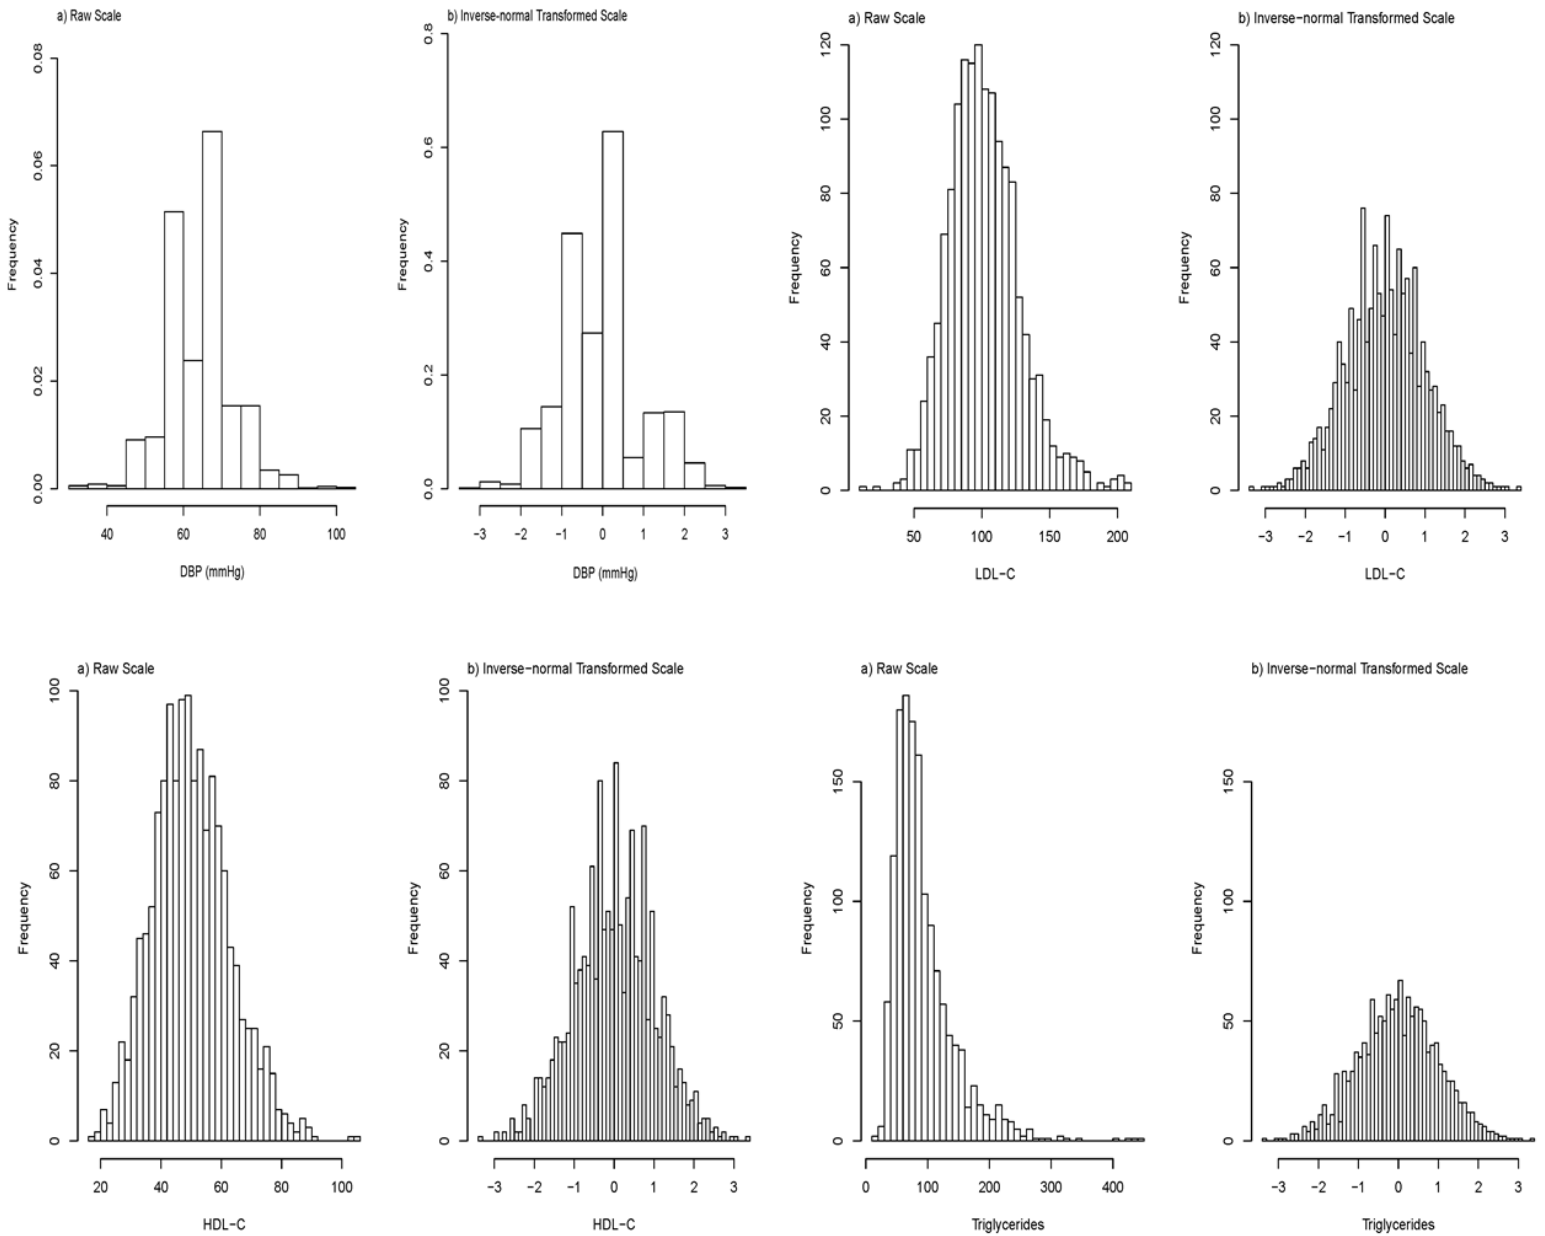 a) Raw Scale
Frequency
0.00 0.02 0.04 0.06 0.08
40 60 80 100
DBP (mmHg)
b) Inverse-normal Transformed Scale
Frequency
0.0 0.2 0.4 0.6 0.8
−3 −2 −1 0 1 2 3
DBP (mmHg)
a) Raw Scale
Frequency
0 20 40 60 80 100 120
50 100 150 200
LDL−C
b) Inverse−normal Transformed Scale
Frequency
0 20 40 60 80 100 120
−3 −2 −1 0 1 2 3
LDL−C
a) Raw Scale
Frequency
0 20 40 60 80 100
20 40 60 80 100
HDL−C
b) Inverse−normal Transformed Scale
Frequency
0 20 40 60 80 100
−3 −2 −1 0 1 2 3
HDL−C
a) Raw Scale
Frequency
0 50 100 150
0 100 200 300 400
Triglycerides
b) Inverse−normal Transformed Scale
Frequency
0 50 100 150
−3 −2 −1 0 1 2 3
Triglycerides